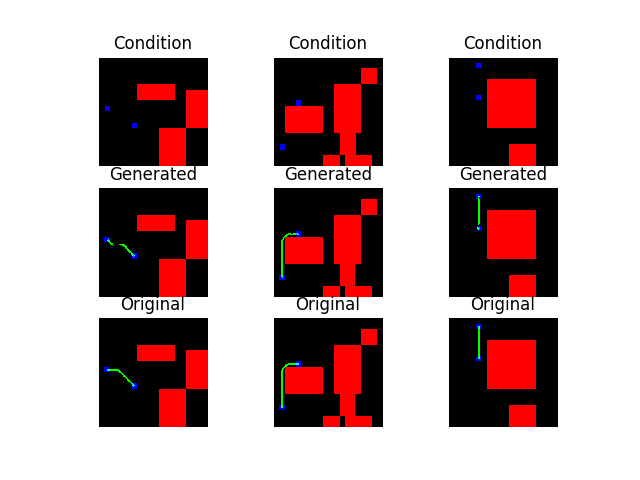 Condition Condition Condition
Generated Generated Generated
Original Original Original